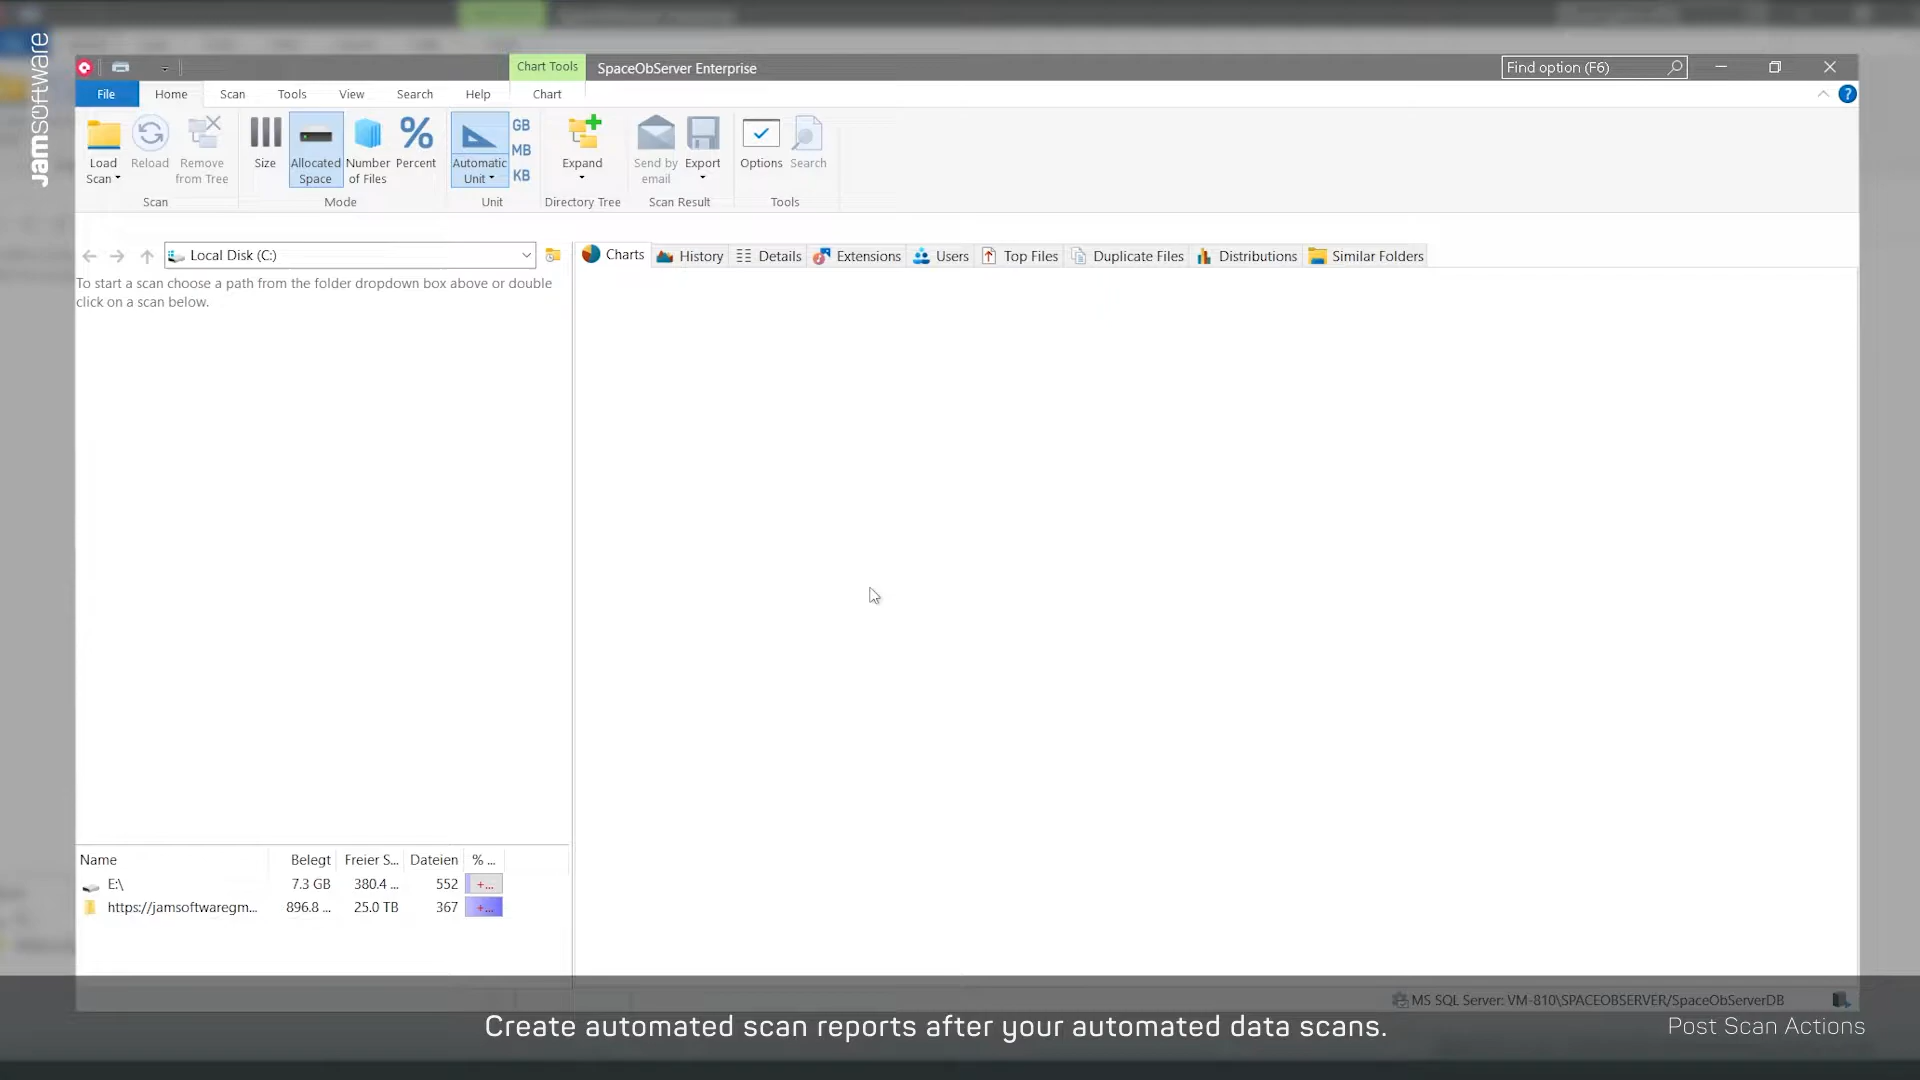 Jamsoftware
Chart Tools
SpaceObServer Enterprise
Find option (F6)
File
Home
Scan
Tools
View
Search
Help
Chart
Load
Scan
Reload
Remove
from Tree
Size
Allocated
Space
Number
of Files
Percent
Automatic
Unit
GB
MB
KB
Expand
Send by
email
Export
Options
Search
Scan
Mode
Unit
Directory Tree
Scan Result
Tools
Local Disk (C:)
Charts
History
Details
Extensions
Users
Top Files
Duplicate Files
Distributions
Similar Folders
To start a scan choose a path from the folder dropdown box above or double
click on a scan below.
Name
Belegt
Freier S...
Dateien
% ...
E:\
7.3 GB
380.4 ...
552
+...
https://jamsoftwaregm...
896.8 ...
25.0 TB
367
+...
MS SQL Server: VM-810\SPACEOBSERVER/SpaceObServerDB
Create automated scan reports after your automated data scans.
Post Scan Actions